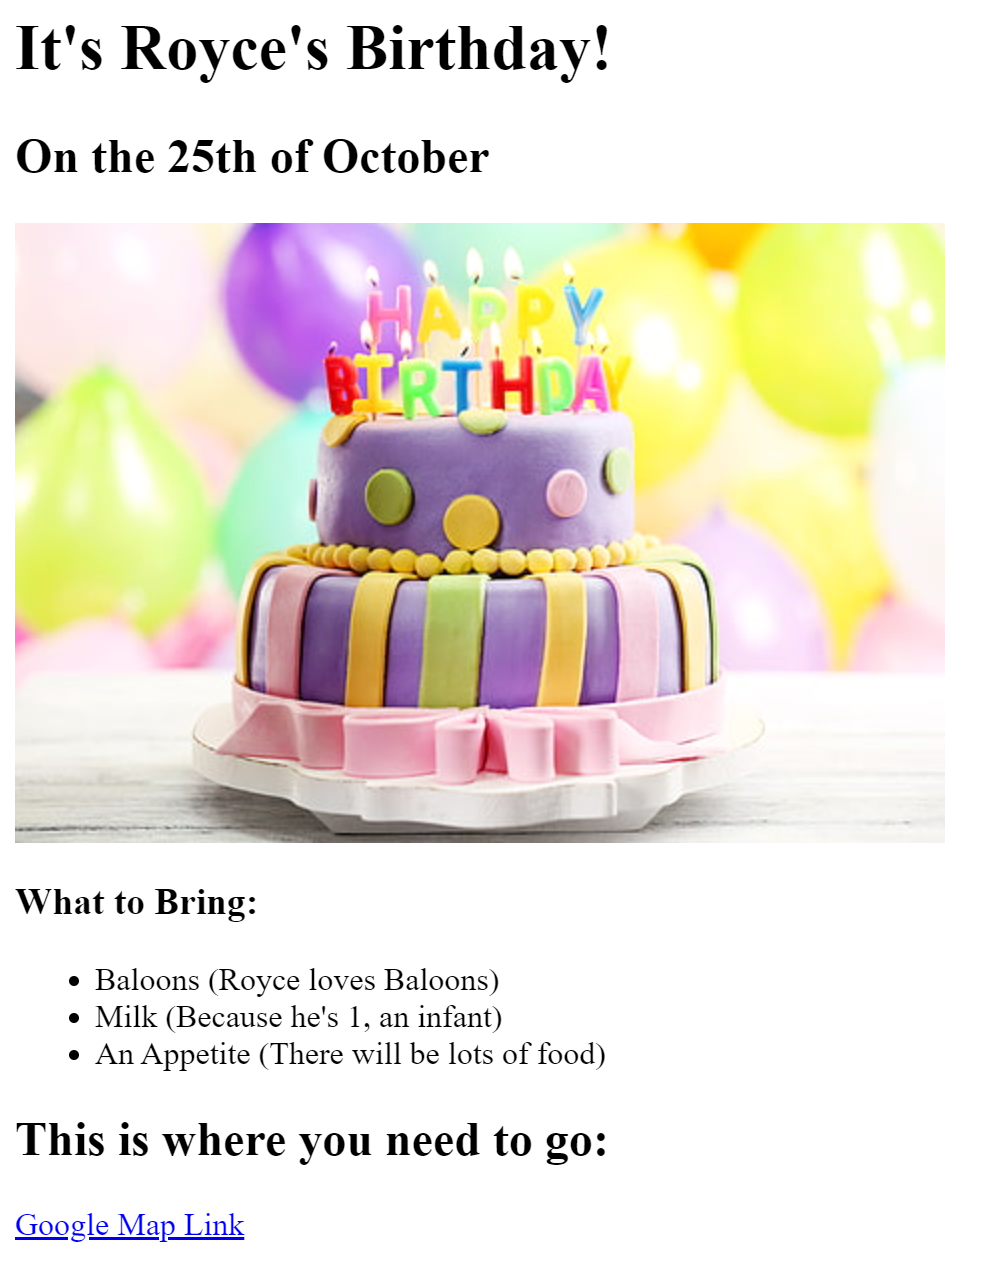 It's Royce's Birthday!
On the 25th of October
HAPPY
BIRTHDAY
What to Bring:
Baloons (Royce loves Baloons)
Milk (Because he's 1, an infant)
An Appetite (There will be lots of food)
This is where you need to go:
Google Map Link